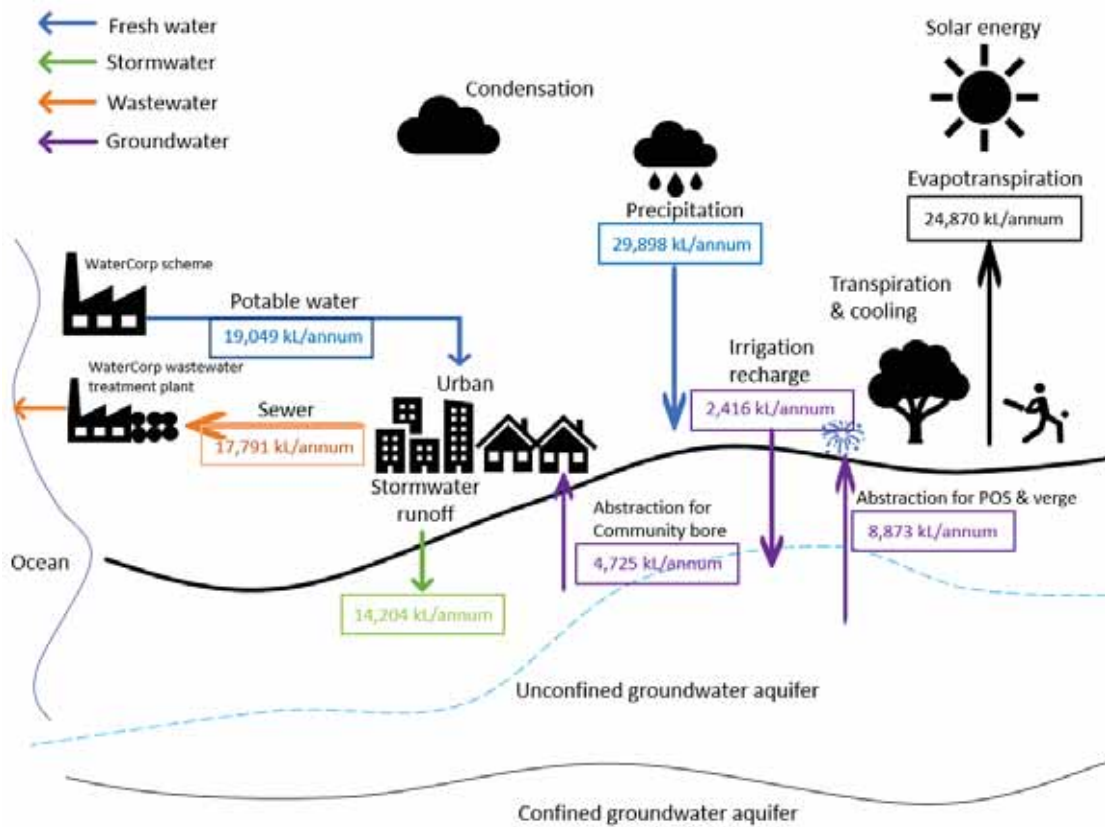 Fresh water
Stormwater
Wastewater
Groundwater
Condensation
Solar energy
Precipitation
29,898 kL/annum
Evapotranspiration
24,870 kL/annum
WaterCorp scheme
Potable water
19,049 kL/annum
Transpiration
& cooling
WaterCorp wastewater
treatment plant
Urban
Irrigation
recharge
2,416 kL/annum
Sewer
17,791 kL/annum
Stormwater
runoff
14,204 kL/annum
Abstraction for
Community bore
4,725 kL/annum
Abstraction for POS & verge
8,873 kL/annum
Ocean
Unconfined groundwater aquifer
Confined groundwater aquifer